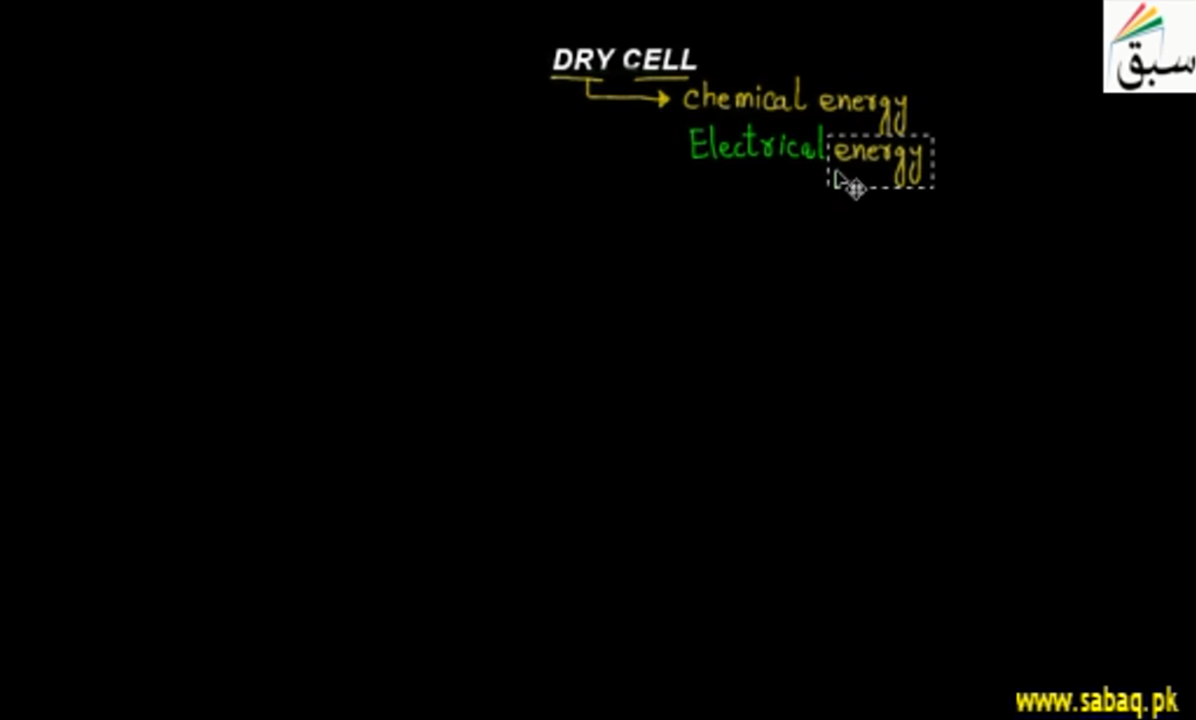 سبق
DRY CELL
chemical energy
Electrical energy
www.sabaq.pk